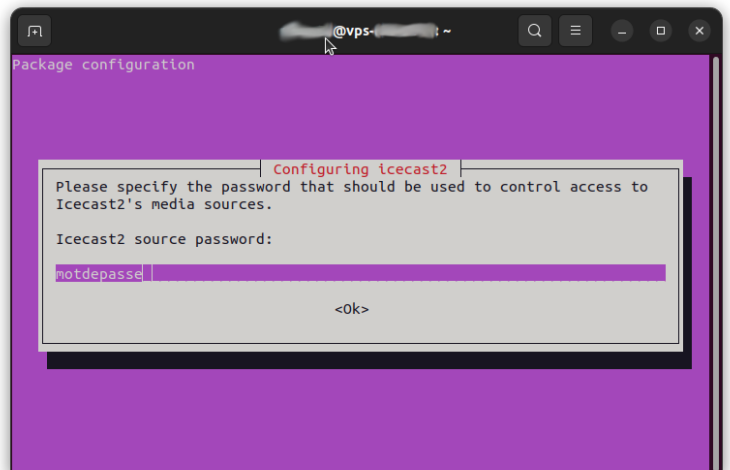 @vps- : ~
Package configuration
Configuring icecast2
Please specify the password that should be used to control access to
Icecast2's media sources.
Icecast2 source password:
motdepasse
<Ok>